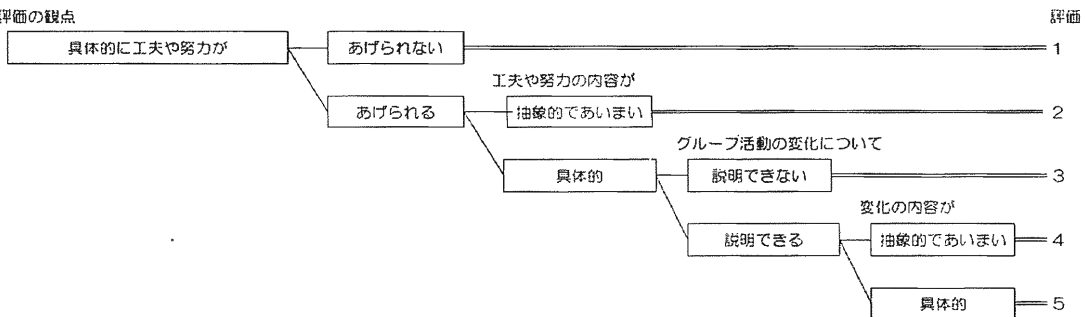 評価の観点 評価
具体的に工夫や努力が あげられない 1
工夫や努力の内容が
あげられる 抽象的であいまい 2
グループ活動の変化について
具体的 説明できない 3
変化の内容が
説明できる 抽象的であいまい 4
具体的 5